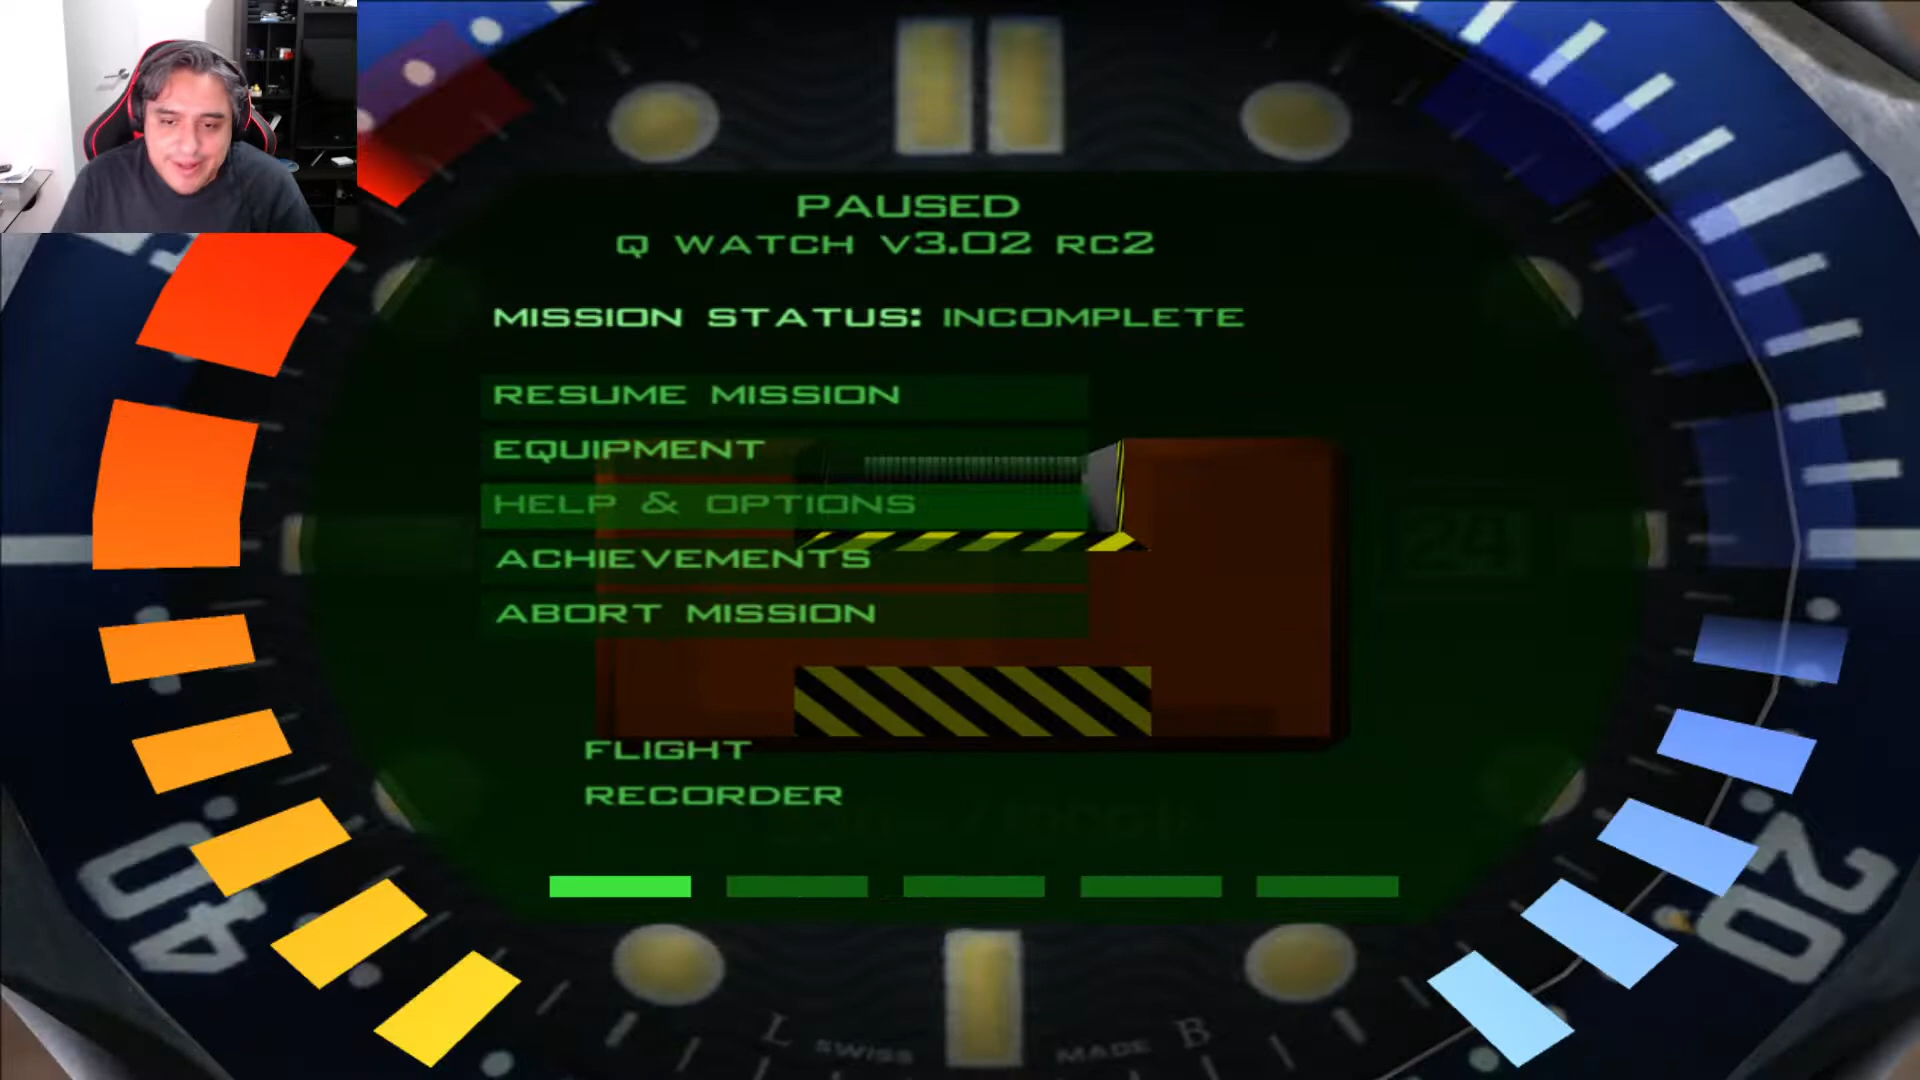 PAUSED
Q WATCH V3.02 RC2
MISSION STATUS: INCOMPLETE
RESUME MISSION
EQUIPMENT
HELP & OPTIONS
24
ACHIEVEMENTS
ABORT MISSION
FLIGHT
RECORDER
40
20
L SWISS MADE B